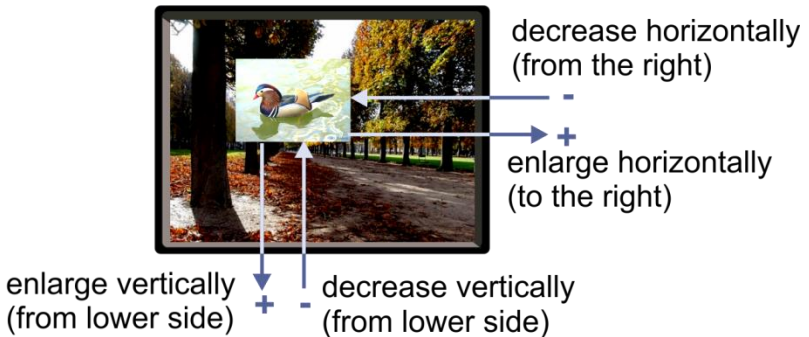 decrease horizontally
(from the right)
-
+
enlarge horizontally
(to the right)
enlarge vertically
(from lower side)
+
-
decrease vertically
(from lower side)